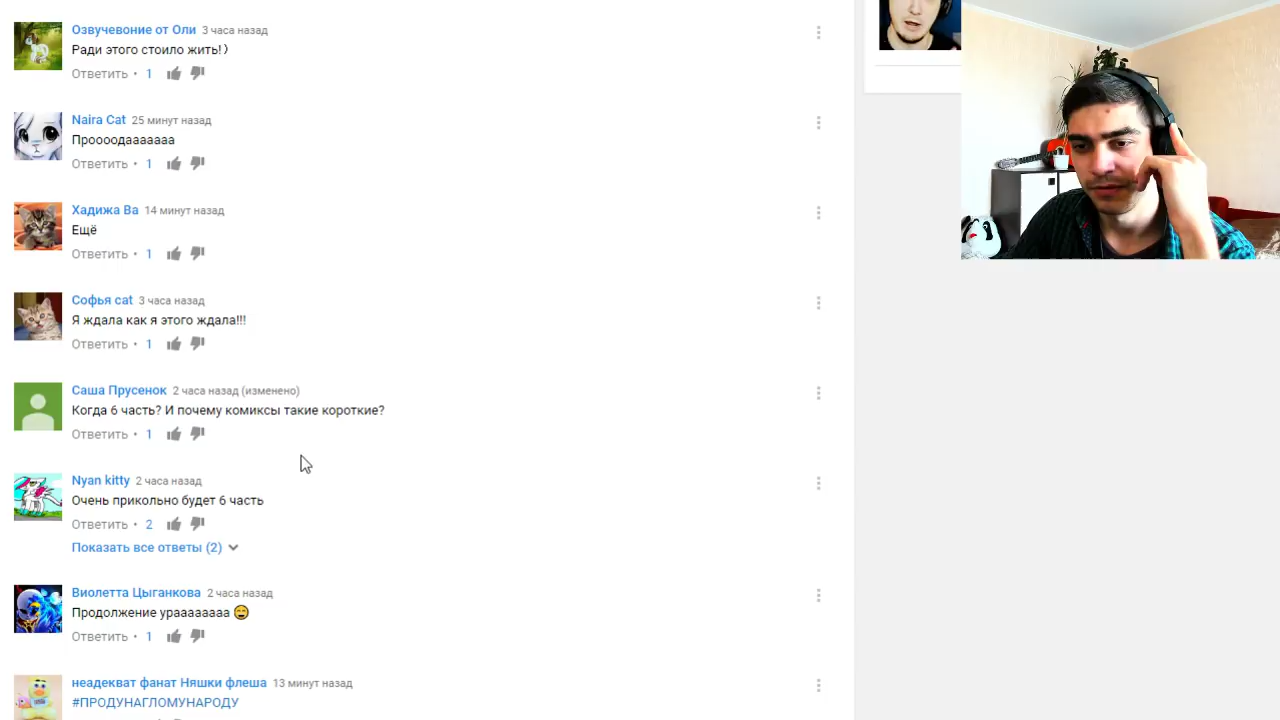 Озвучевоние от Оли 3 часа назад
Ради этого стоило жить!)
Ответить • 1
Naira Cat 25 минут назад
Проооодааааааа
Ответить • 1
Хадижа Ва 14 минут назад
Ещё
Ответить • 1
Софья cat 3 часа назад
Я ждала как я этого ждала!!!
Ответить • 1
Саша Прусенок 2 часа назад (изменено)
Когда 6 часть? И почему комиксы такие короткие?
Ответить • 1
Nyan kitty 2 часа назад
Очень прикольно будет 6 часть
Ответить • 2
Показать все ответы (2)
Виолетта Цыганкова 2 часа назад
Продолжение урааааааaa 😄
Ответить • 1
неадекват фанат Няшки флеша 13 минут назад
#ПРОДУНАГЛОМУНАРОДУ